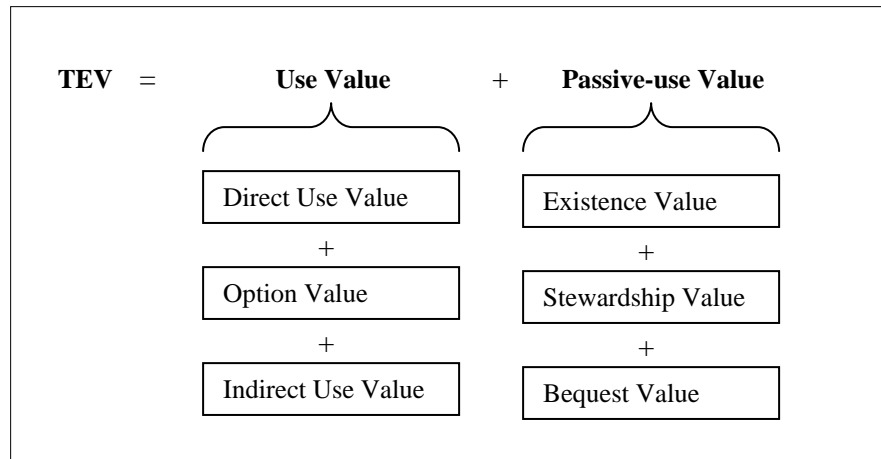 TEV = Use Value + Passive-use Value
Direct Use Value Existence Value
+ +
Option Value Stewardship Value
+ +
Indirect Use Value Bequest Value